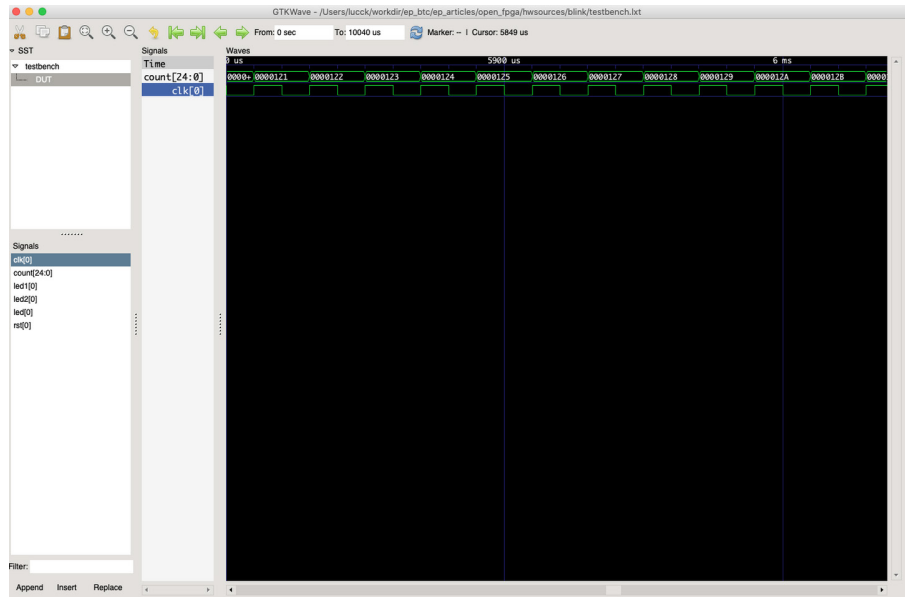 GTKWave - /Users/lucck/workdir/ep_btc/ep_articles/open_fpga/hwsources/blink/testbench.lxt
From: 0 sec To: 10040 us Marker: -- | Cursor: 5849 us
SST
testbench
DUT
Signals
clk[0]
count[24:0]
led1[0]
led2[0]
led[0]
rst[0]
Filter:
Append Insert Replace
Signals
Time
count[24:0]
clk[0]
Waves
0 us 5900 us 6 ms
0000+ 0000121 0000122 0000123 0000124 0000125 0000126 0000127 0000128 0000129 000012A 000012B 0000